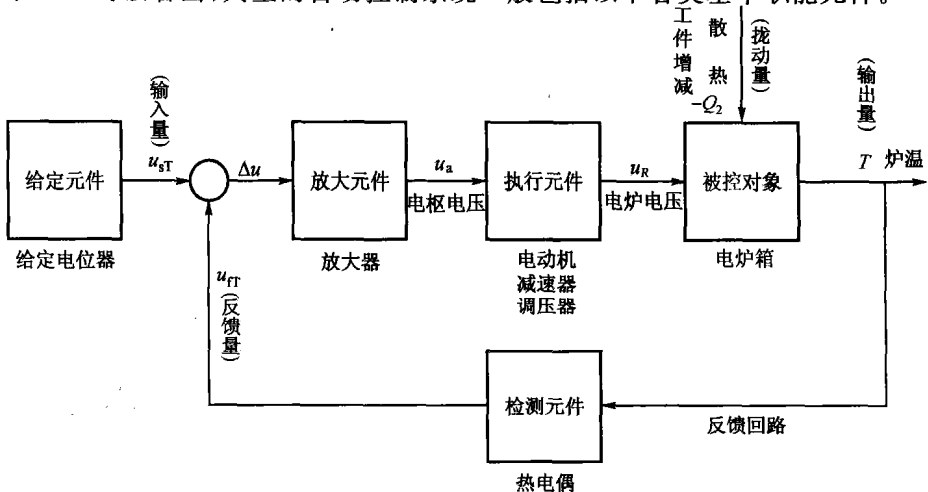 工件增减
散热
-Q₂
(拢动量)
(输入量)
(输出量)
给定元件
u_sT
Δu
放大元件
u_a
电枢电压
执行元件
u_R
电炉电压
被控对象
T 炉温
给定电位器
放大器
电动机
减速器
调压器
电炉箱
u_fT
(反馈量)
检测元件
反馈回路
热电偶